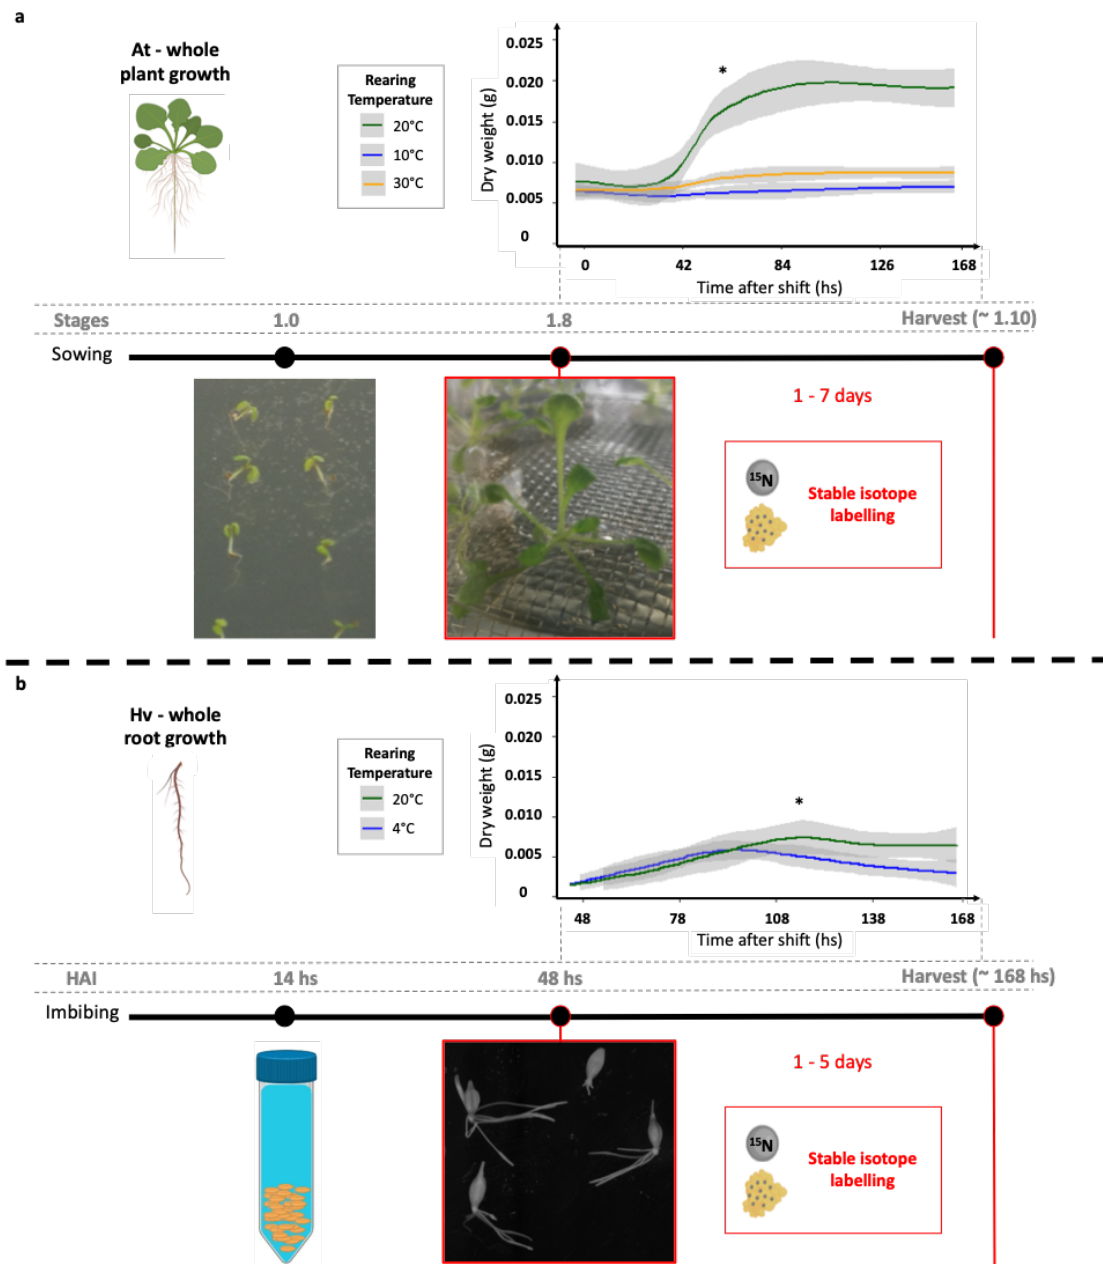 a
At - whole
plant growth
Rearing
Temperature
20°C
10°C
30°C
Dry weight (g)
0.025
0.020
0.015
0.010
0.005
0
*
0 42 84 126 168
Time after shift (hs)
Stages 1.0 1.8 Harvest (~ 1.10)
Sowing
1 - 7 days
15N
Stable isotope
labelling
b
Hv - whole
root growth
Rearing
Temperature
20°C
4°C
Dry weight (g)
0.025
0.020
0.015
0.010
0.005
0
*
48 78 108 138 168
Time after shift (hs)
HAI 14 hs 48 hs Harvest (~ 168 hs)
Imbibing
1 - 5 days
15N
Stable isotope
labelling